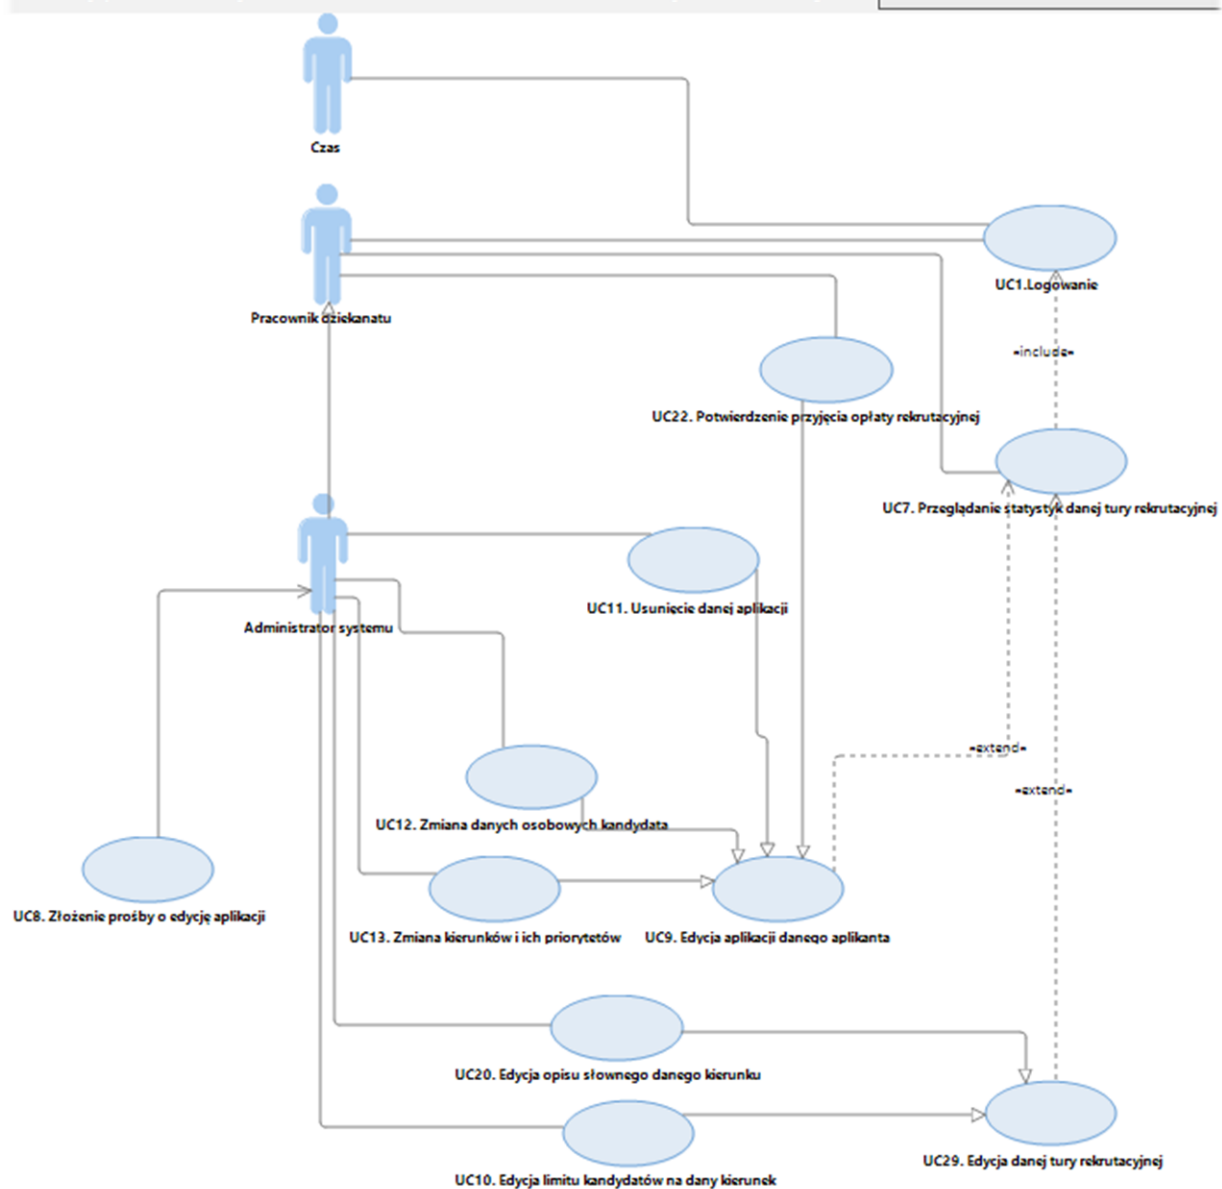 Czas
Pracownik dziekanatu
UC1.Logowanie
«include»
UC22. Potwierdzenie przyjęcia opłaty rekrutacyjnej
UC7. Przeglądanie statystyk danej tury rekrutacyjnej
UC11. Usunięcie danej aplikacji
Administrator systemu
«extend»
«extend»
UC12. Zmiana danych osobowych kandydata
UC8. Złożenie prośby o edycję aplikacji
UC13. Zmiana kierunków i ich priorytetów
UC9. Edycja aplikacji danego aplikanta
UC20. Edycja opisu słownego danego kierunku
UC29. Edycja danej tury rekrutacyjnej
UC10. Edycja limitu kandydatów na dany kierunek